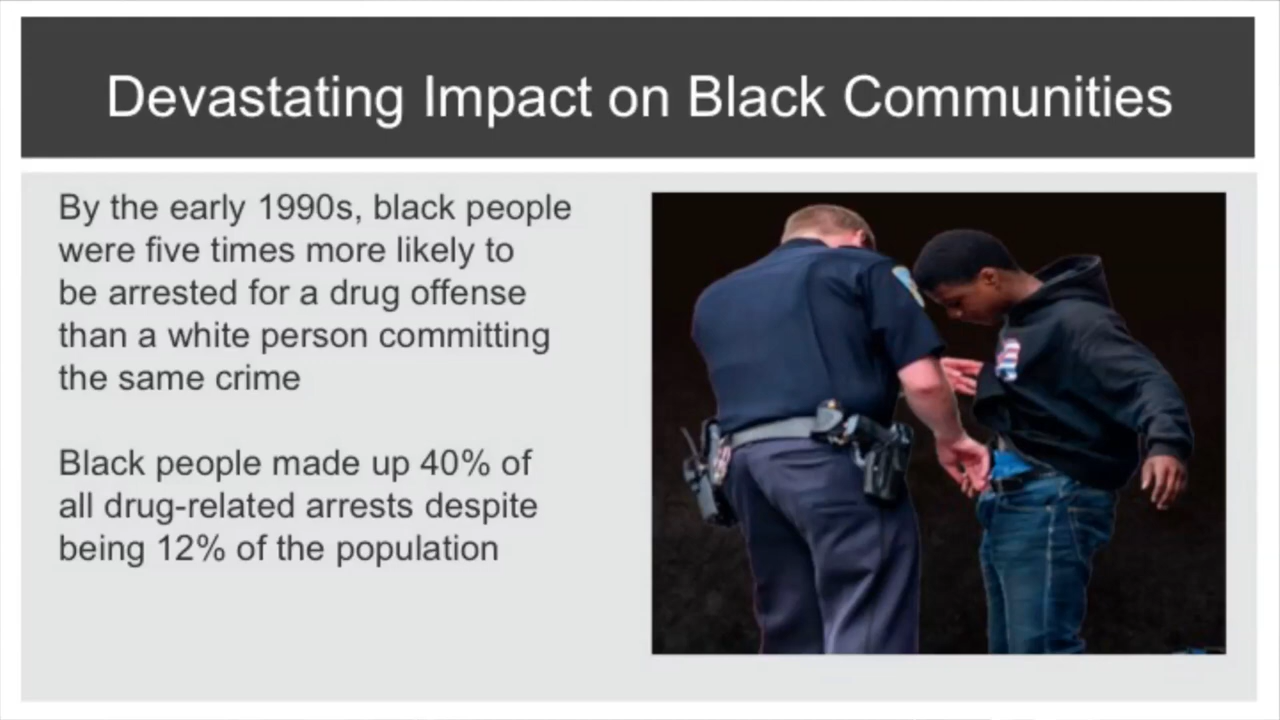 Devastating Impact on Black Communities
By the early 1990s, black people
were five times more likely to
be arrested for a drug offense
than a white person committing
the same crime
Black people made up 40% of
all drug-related arrests despite
being 12% of the population